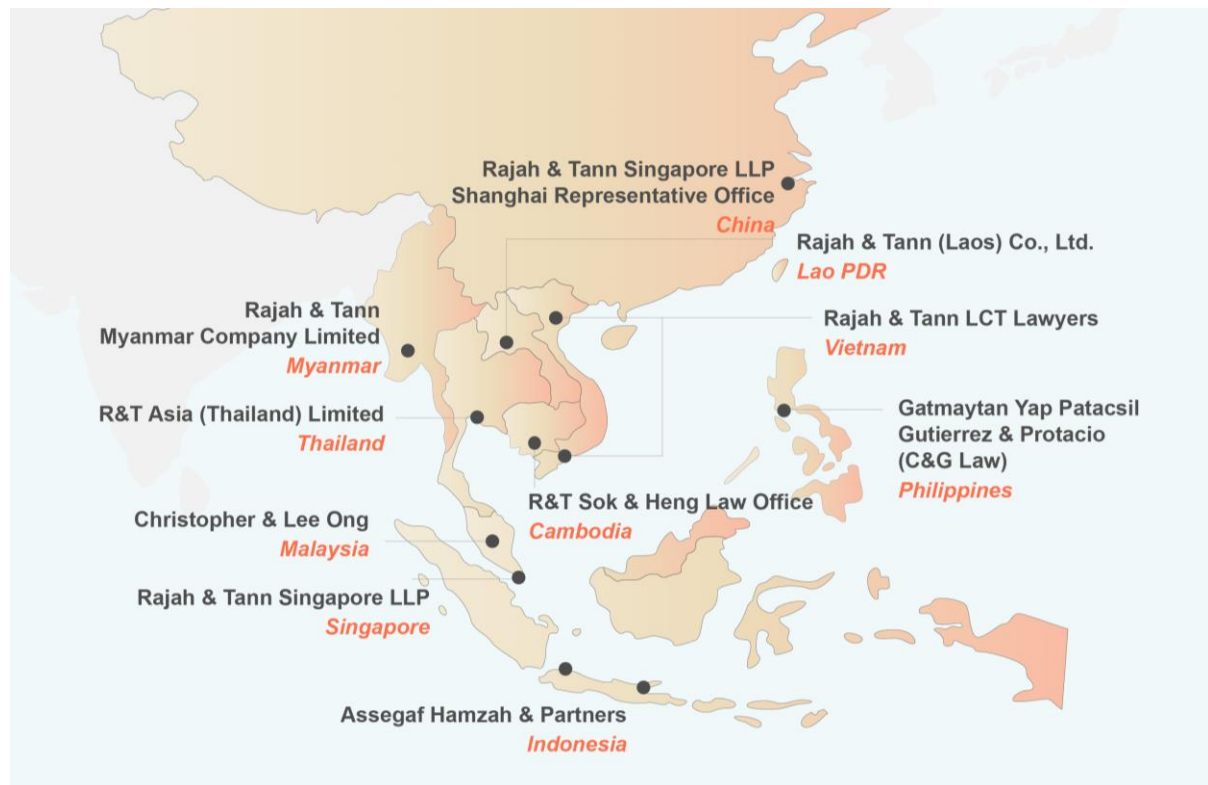 Rajah & Tann Singapore LLP
Shanghai Representative Office
China
Rajah & Tann (Laos) Co., Ltd.
Lao PDR
Rajah & Tann
Myanmar Company Limited
Myanmar
Rajah & Tann LCT Lawyers
Vietnam
R&T Asia (Thailand) Limited
Thailand
Gatmaytan Yap Patacsil
Gutierrez & Protacio
(C&G Law)
Philippines
R&T Sok & Heng Law Office
Cambodia
Christopher & Lee Ong
Malaysia
Rajah & Tann Singapore LLP
Singapore
Assegaf Hamzah & Partners
Indonesia